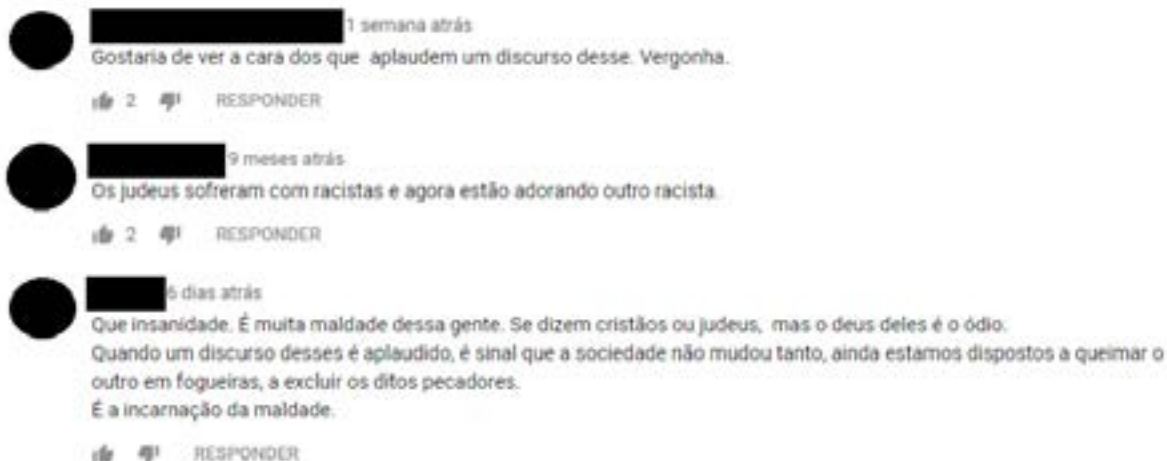 1 semana atrás
Gostaria de ver a cara dos que aplaudem um discurso desse. Vergonha.
2 RESPONDER
9 meses atrás
Os judeus sofreram com racistas e agora estão adorando outro racista.
2 RESPONDER
6 dias atrás
Que insanidade. É muita maldade dessa gente. Se dizem cristãos ou judeus, mas o deus deles é o ódio.
Quando um discurso desses é aplaudido, é sinal que a sociedade não mudou tanto, ainda estamos dispostos a queimar o
outro em fogueiras, a excluir os ditos pecadores.
É a incarnação da maldade.
RESPONDER